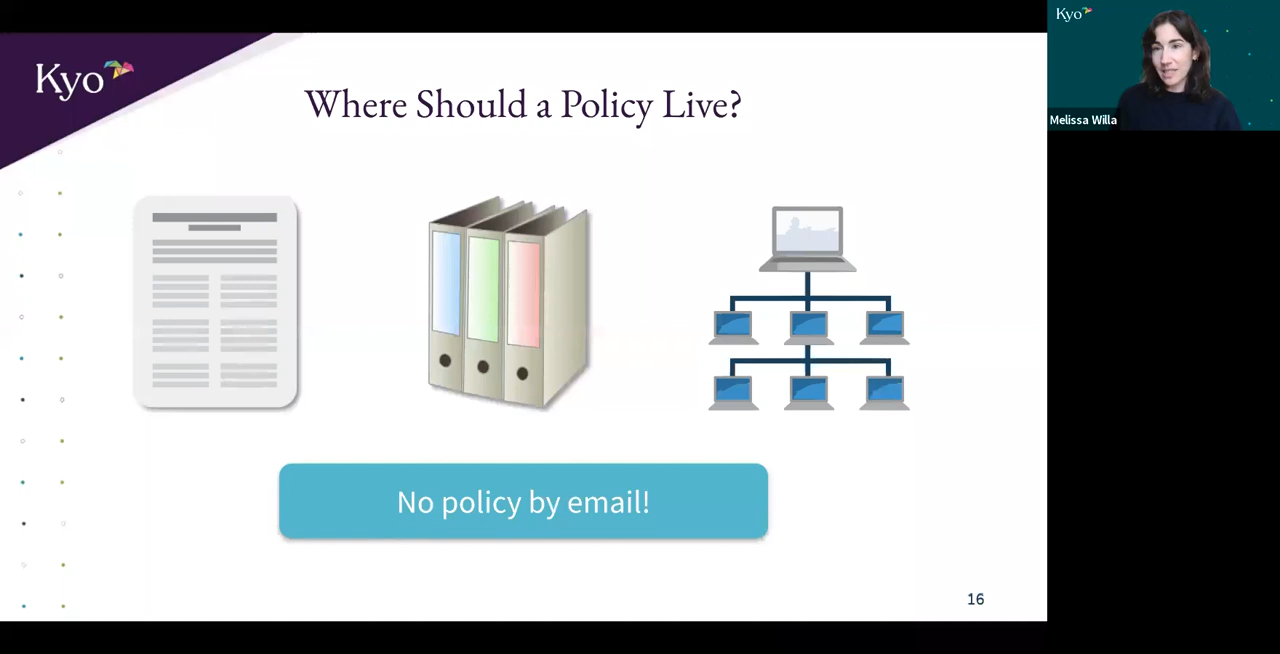 Kyo
Where Should a Policy Live?
No policy by email!
16
Kyo
Melissa Willa